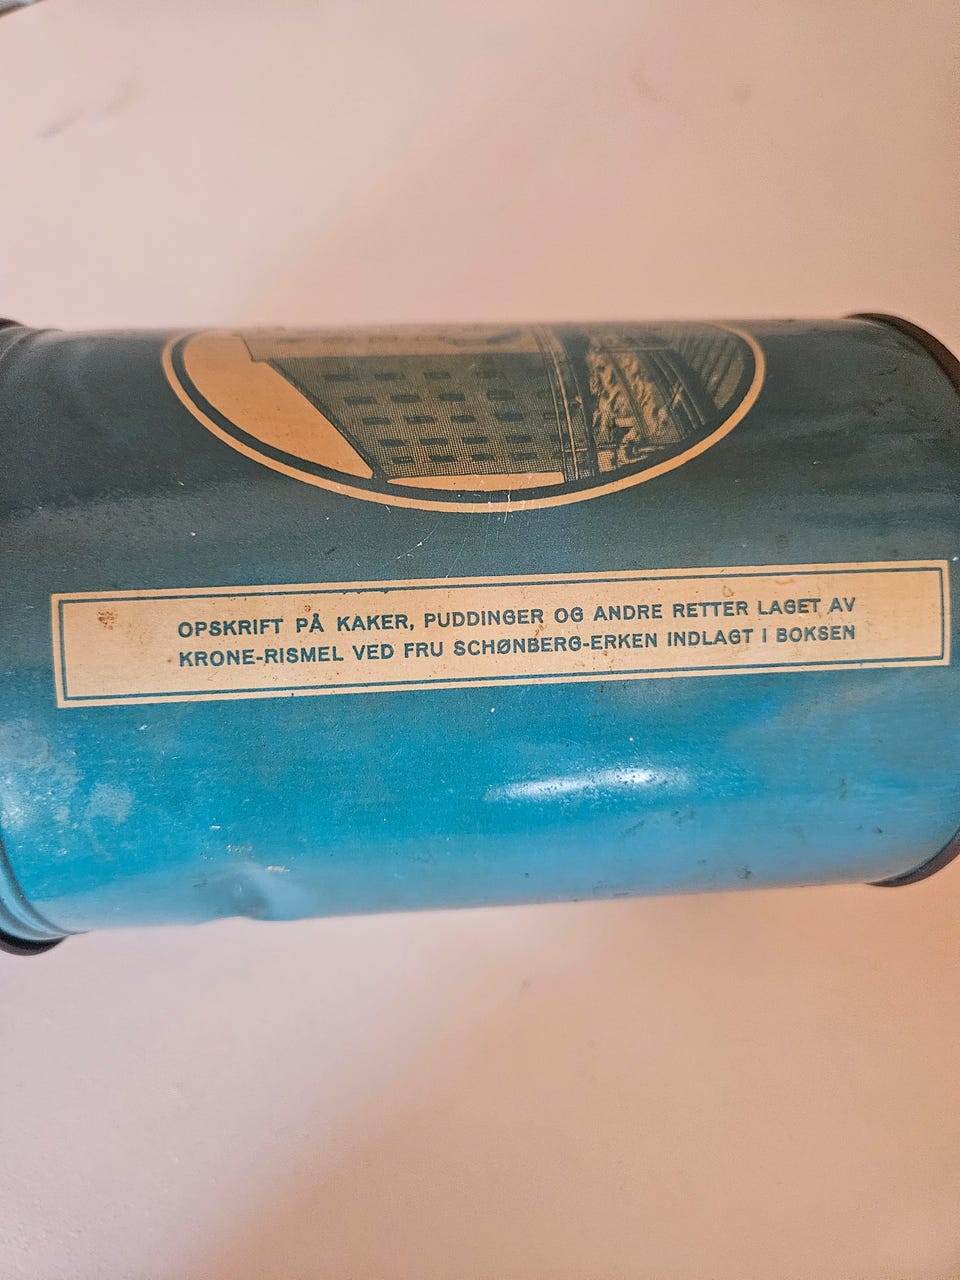 OPSKRIFT PÅ KAKER, PUDDINGER OG ANDRE RETTER LAGET AV
KRONE-RISMEL VED FRU SCHØNBERG-ERKEN INDLAGT I BOKSEN